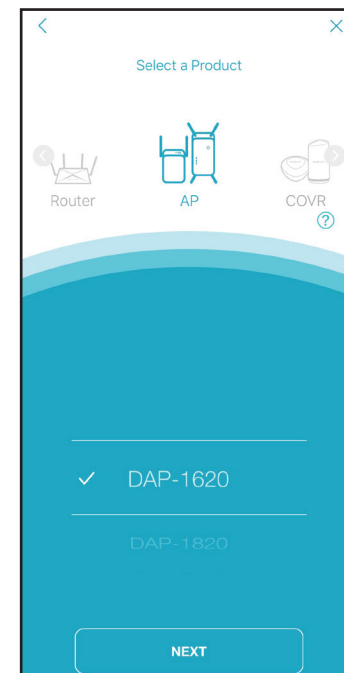 Select a Product
Router
AP
COVR
?
DAP-1620
DAP-1820
NEXT